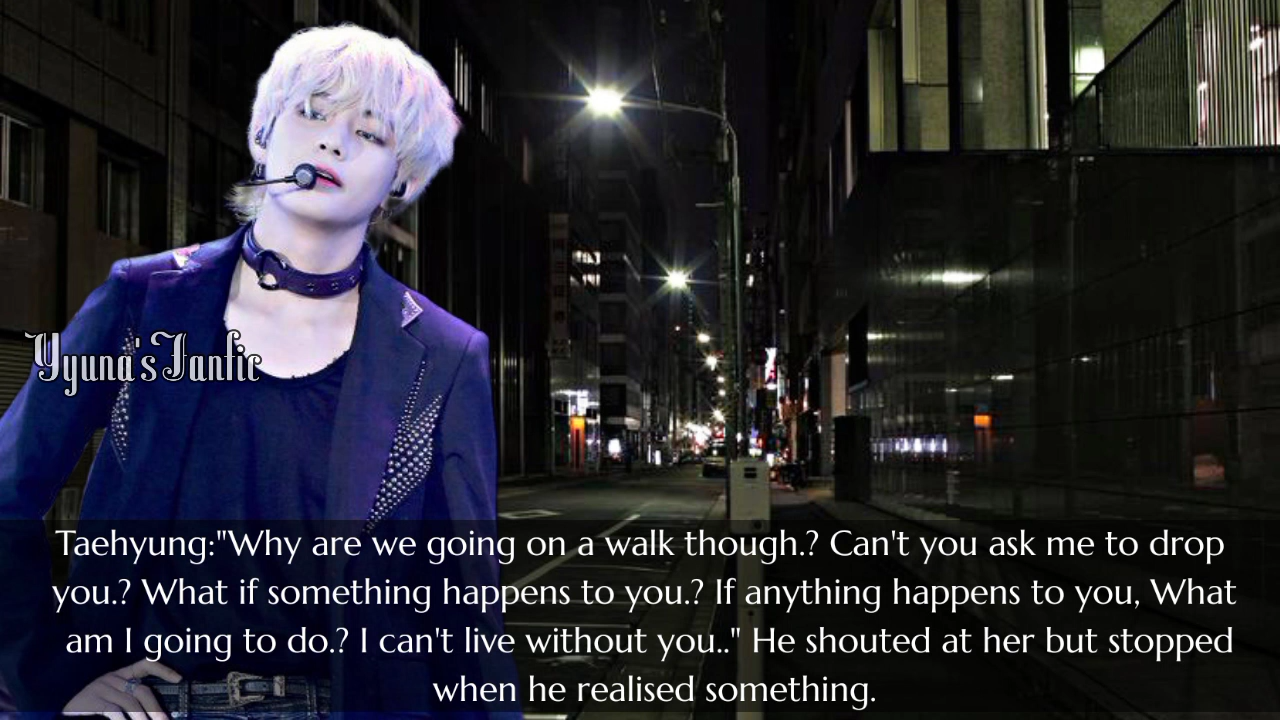 Yyuna's Fanfic
Taehyung:"Why are we going on a walk though.? Can't you ask me to drop
you.? What if something happens to you.? If anything happens to you, What
am I going to do.? I can't live without you.." He shouted at her but stopped
when he realised something.